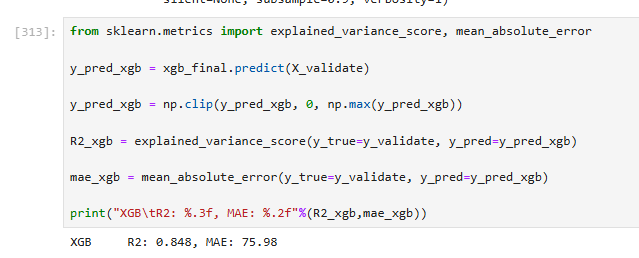 silent=None, subsample=0.9, verbosity=1)
[313]:
from sklearn.metrics import explained_variance_score, mean_absolute_error
y_pred_xgb = xgb_final.predict(X_validate)
y_pred_xgb = np.clip(y_pred_xgb, 0, np.max(y_pred_xgb))
R2_xgb = explained_variance_score(y_true=y_validate, y_pred=y_pred_xgb)
mae_xgb = mean_absolute_error(y_true=y_validate, y_pred=y_pred_xgb)
print("XGB\tR2: %.3f, MAE: %.2f"%(R2_xgb,mae_xgb))
XGB     R2: 0.848, MAE: 75.98